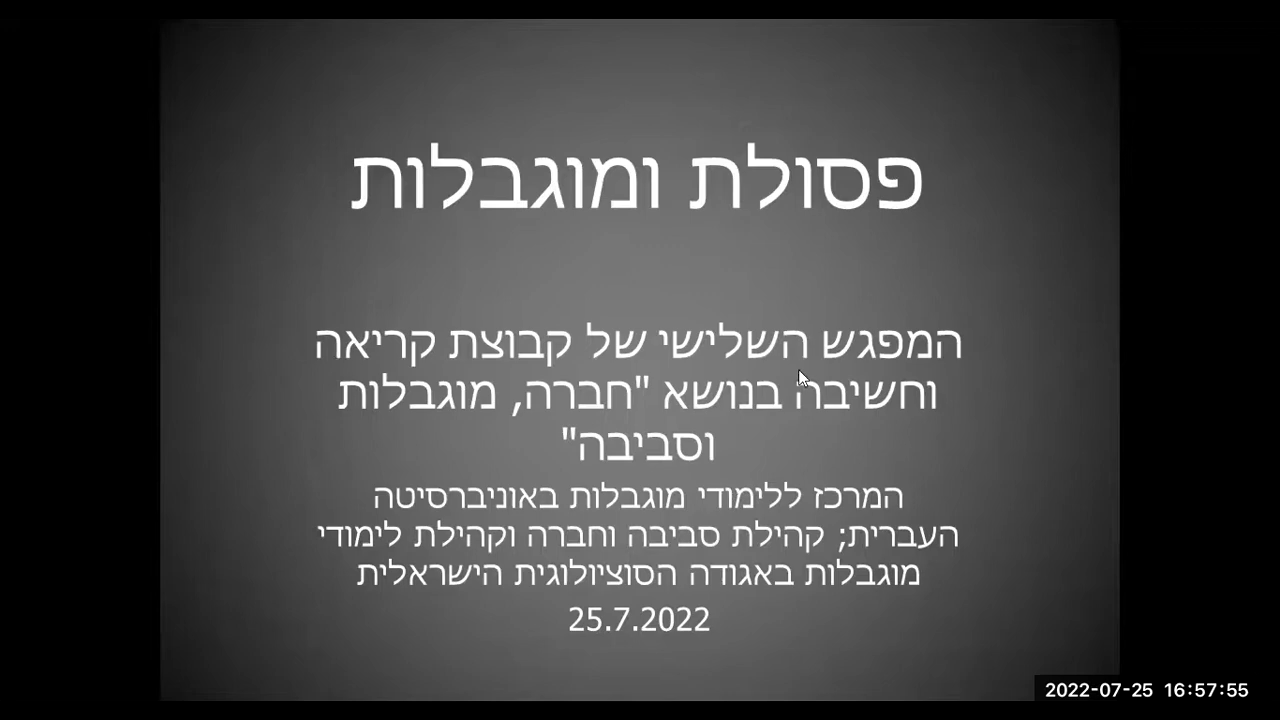 פסולת ומוגבלות
המפגש השלישי של קבוצת קריאה
וחשיבה בנושא "חברה, מוגבלות
וסביבה"
המרכז ללימודי מוגבלות באוניברסיטה
העברית; קהילת סביבה וחברה וקהילת לימודי
מוגבלות באגודה הסוציולוגית הישראלית
25.7.2022
2022-07-25 16:57:55